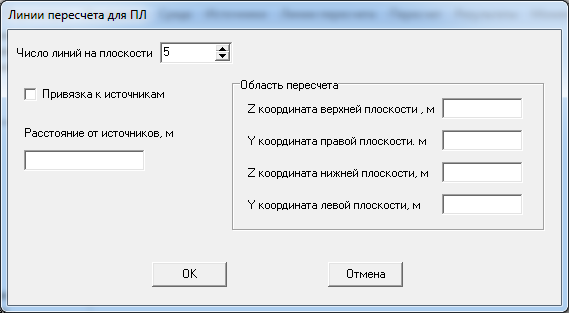 Линии пересчета для ПЛ
Число линий на плоскости 5
Привязка к источникам
Расстояние от источников, м
Область пересчета
Z координата верхней плоскости , м
Y координата правой плоскости. м
Z координата нижней плоскости, м
Y координата левой плоскости, м
OK
Отмена